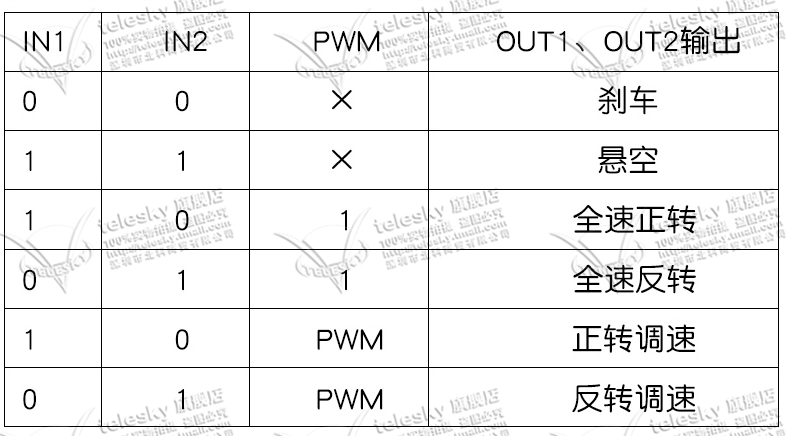 IN1 IN2 PWM OUT1、OUT2输出
0 0 × 刹车
1 1 × 悬空
1 0 1 全速正转
0 1 1 全速反转
1 0 PWM 正转调速
0 1 PWM 反转调速
telesky 旗舰店